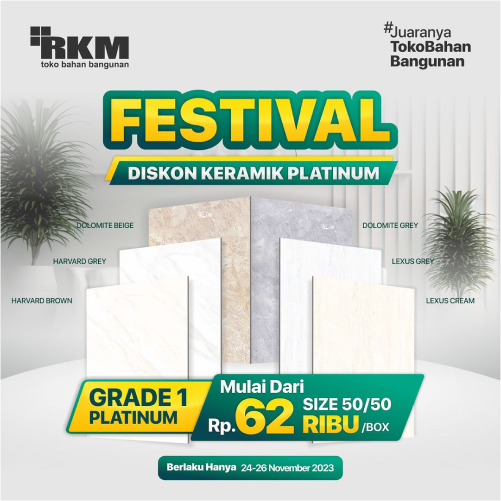 RKM
toko bahan bangunan
#Juaranya
TokoBahan
Bangunan
FESTIVAL
DISKON KERAMIK PLATINUM
DOLOMITE BEIGE
DOLOMITE GREY
HARVARD GREY
LEXUS GREY
HARVARD BROWN
LEXUS CREAM
GRADE 1
PLATINUM
Mulai Dari
Rp. 62 RIBU /BOX
SIZE 50/50
Berlaku Hanya 24-26 November 2023